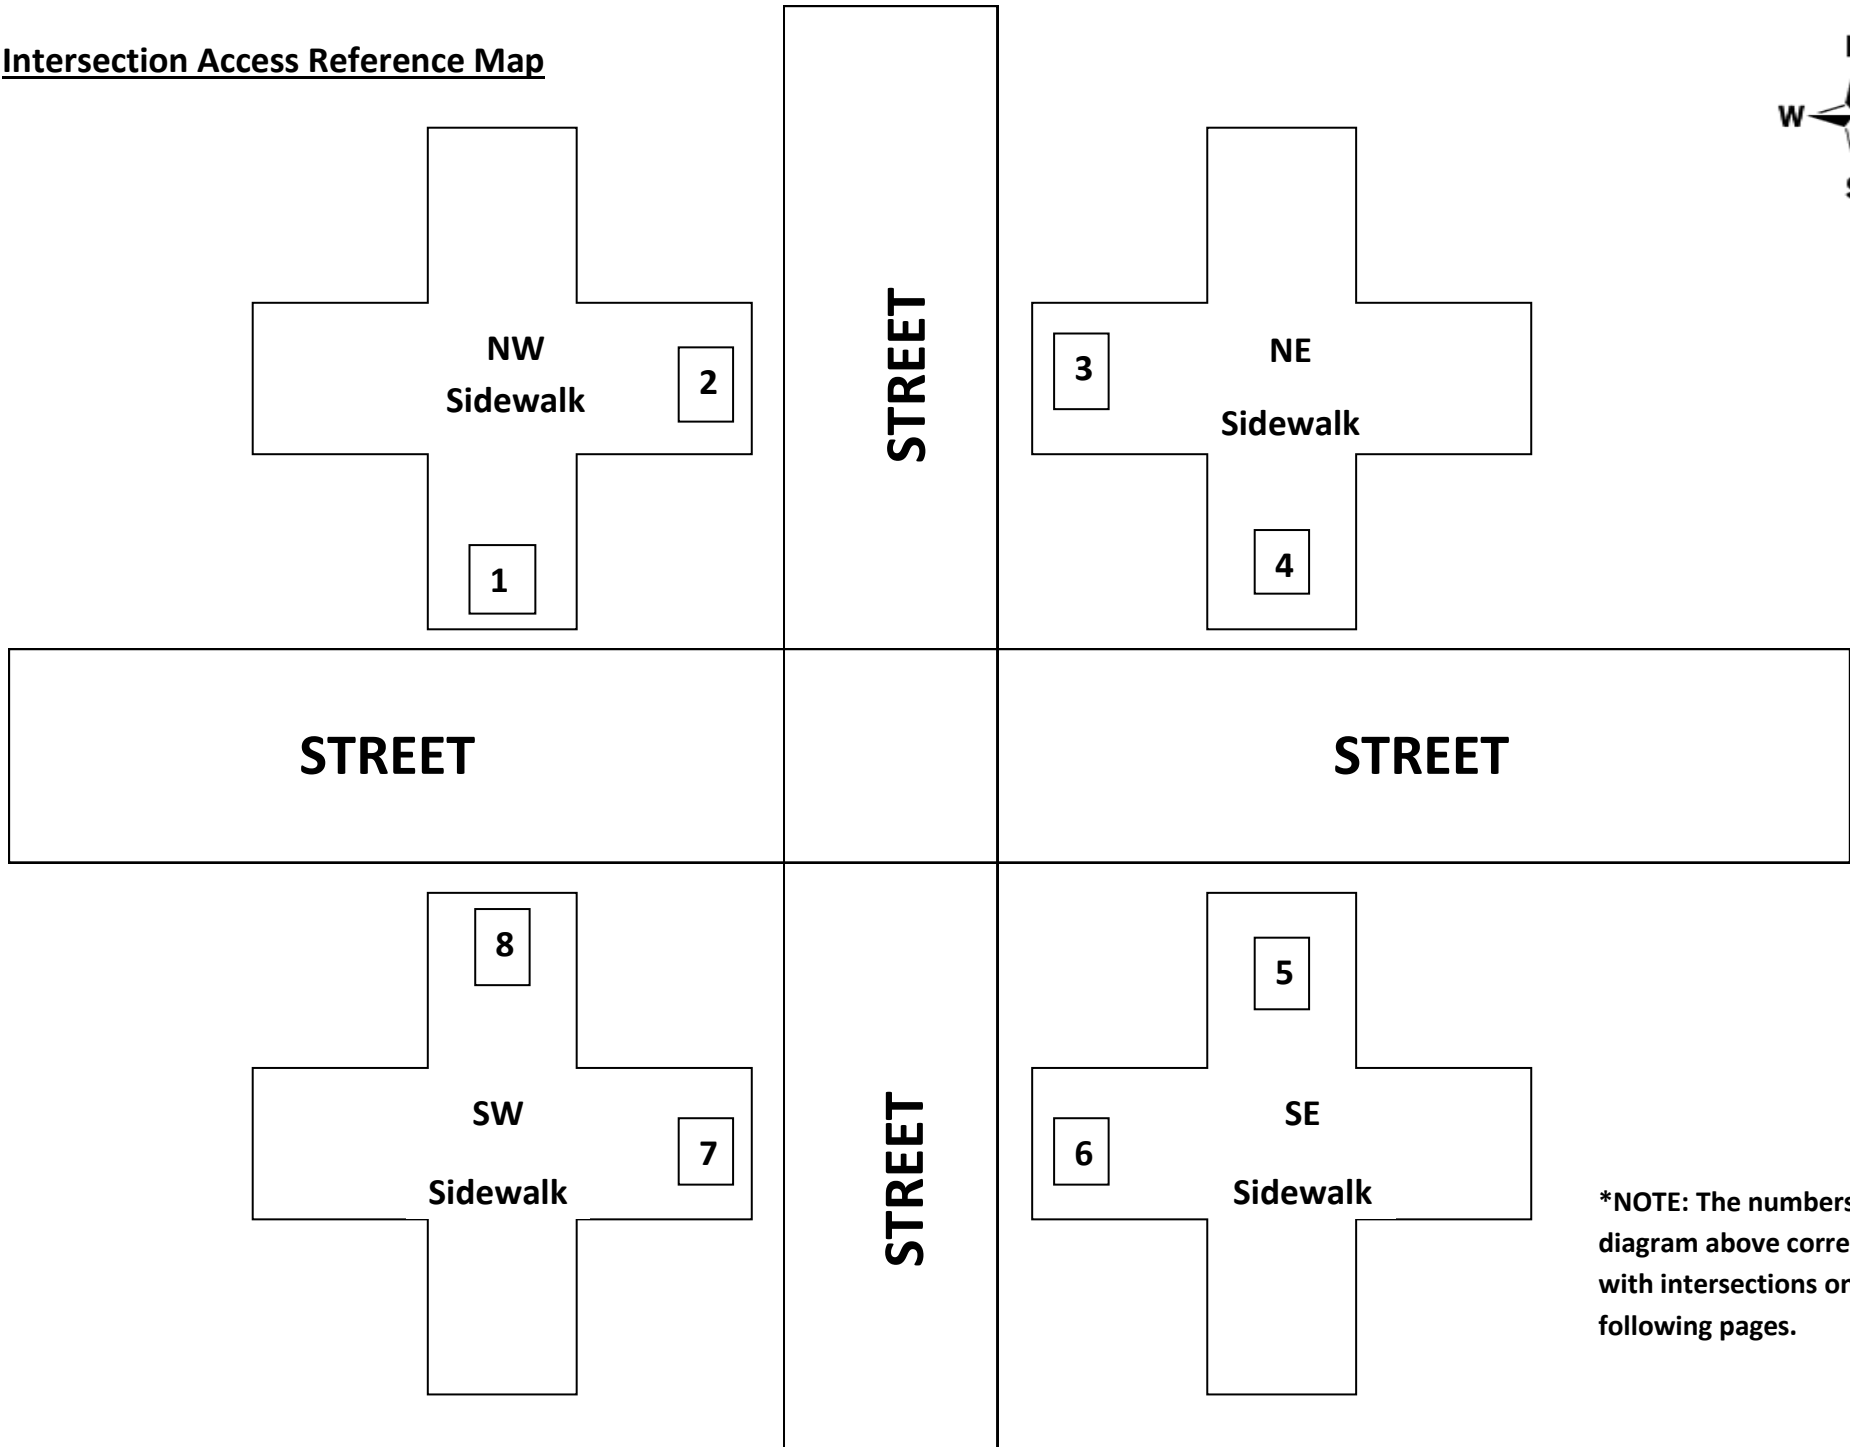 Intersection Access Reference Map
W
NW
Sidewalk
2
1
STREET
3
NE
Sidewalk
4
STREET
STREET
8
SW
Sidewalk
7
STREET
5
SE
Sidewalk
6
*NOTE: The numbers
diagram above corre
with intersections or
following pages.